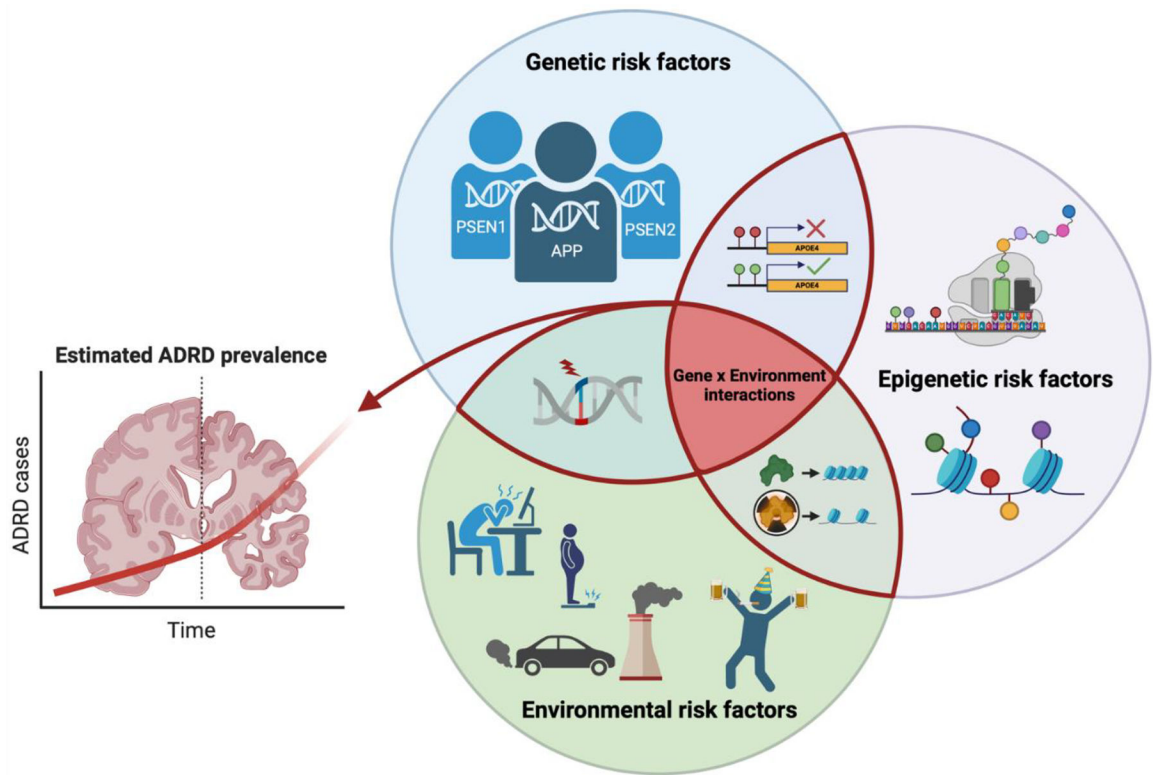 Genetic risk factors
PSEN1
APP
PSEN2
APOE4
APOE4
Estimated ADRD prevalence
ADRD cases
Time
Gene x Environment
interactions
Epigenetic risk factors
Environmental risk factors